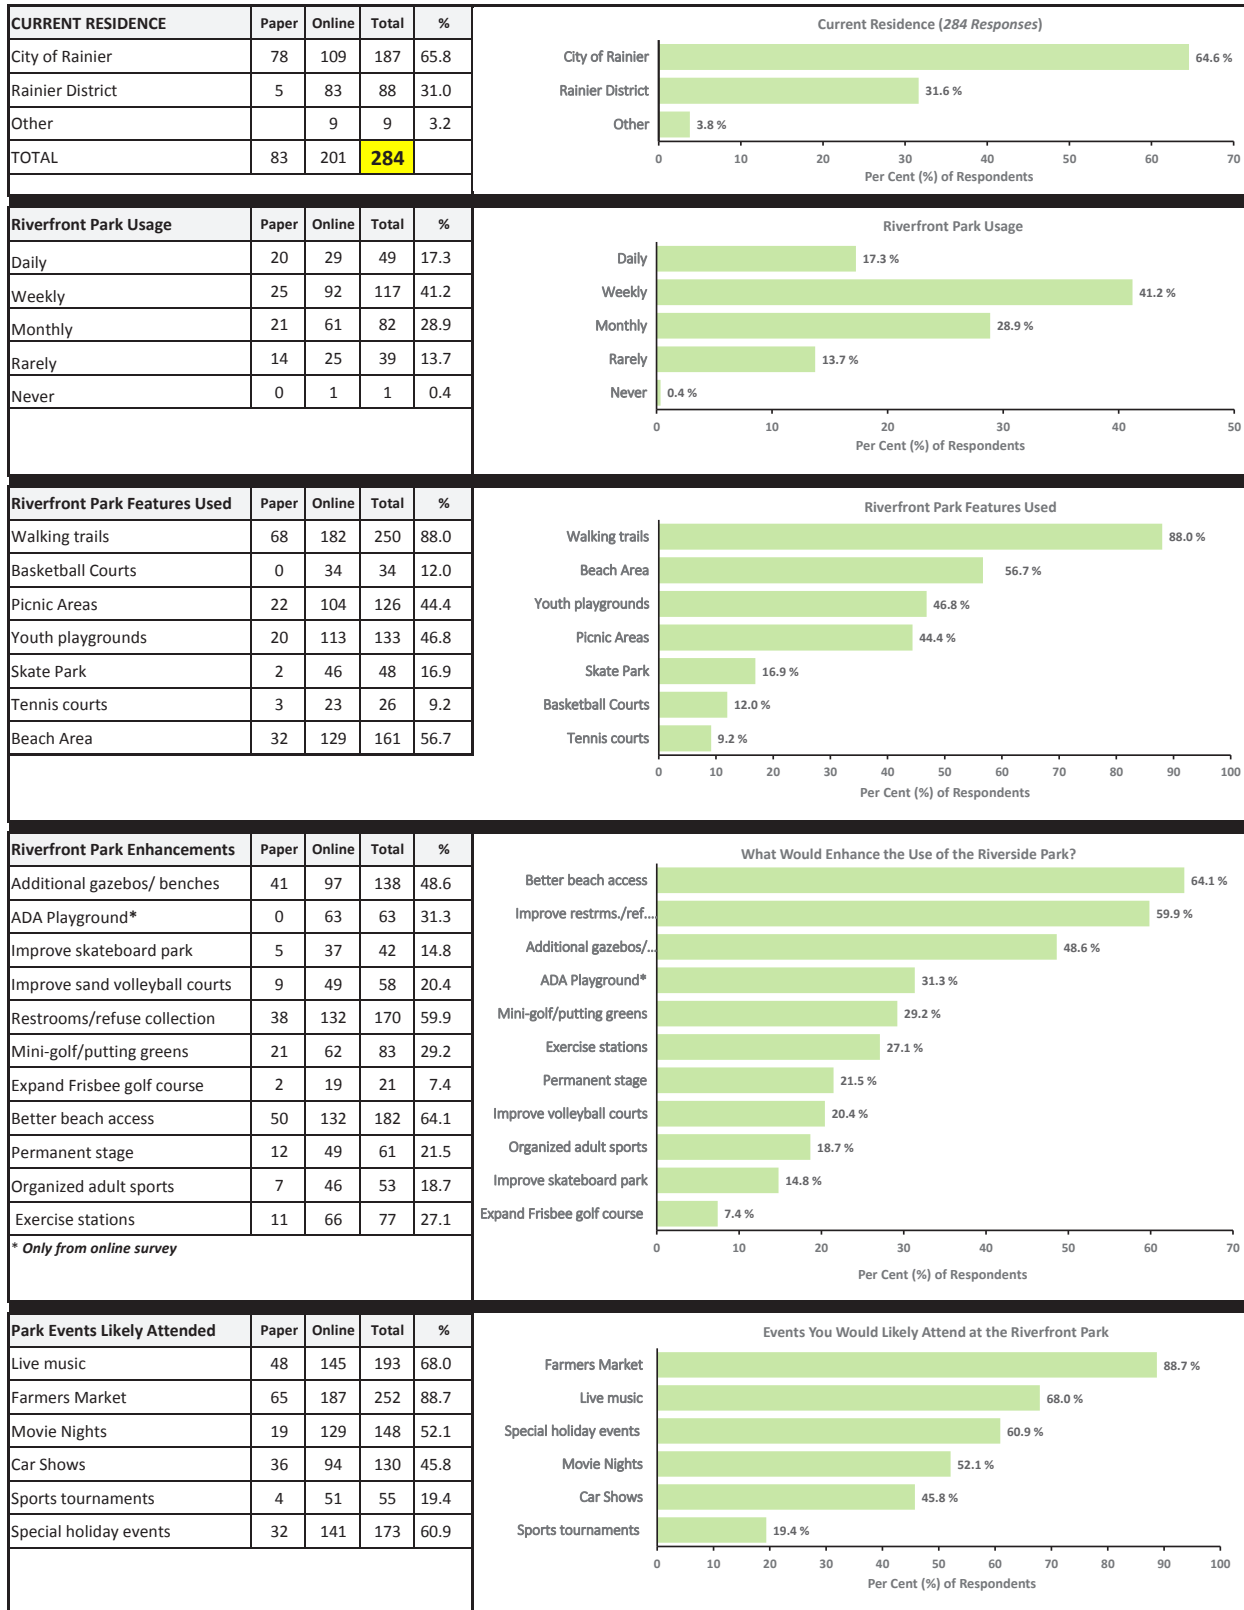 CURRENT RESIDENCE Paper Online Total %
City of Rainier 78 109 187 65.8
Rainier District 5 83 88 31.0
Other 9 9 3.2
TOTAL 83 201 284
Current Residence (284 Responses)
City of Rainier 64.6 %
Rainier District 31.6 %
Other 3.8 %
0 10 20 30 40 50 60 70
Per Cent (%) of Respondents
Riverfront Park Usage Paper Online Total %
Daily 20 29 49 17.3
Weekly 25 92 117 41.2
Monthly 21 61 82 28.9
Rarely 14 25 39 13.7
Never 0 1 1 0.4
Riverfront Park Usage
Daily 17.3 %
Weekly 41.2 %
Monthly 28.9 %
Rarely 13.7 %
Never 0.4 %
0 10 20 30 40 50
Per Cent (%) of Respondents
Riverfront Park Features Used Paper Online Total %
Walking trails 68 182 250 88.0
Basketball Courts 0 34 34 12.0
Picnic Areas 22 104 126 44.4
Youth playgrounds 20 113 133 46.8
Skate Park 2 46 48 16.9
Tennis courts 3 23 26 9.2
Beach Area 32 129 161 56.7
Riverfront Park Features Used
Walking trails 88.0 %
Beach Area 56.7 %
Youth playgrounds 46.8 %
Picnic Areas 44.4 %
Skate Park 16.9 %
Basketball Courts 12.0 %
Tennis courts 9.2 %
0 10 20 30 40 50 60 70 80 90 100
Per Cent (%) of Respondents
Riverfront Park Enhancements Paper Online Total %
Additional gazebos/ benches 41 97 138 48.6
ADA Playground* 0 63 63 31.3
Improve skateboard park 5 37 42 14.8
Improve sand volleyball courts 9 49 58 20.4
Restrooms/refuse collection 38 132 170 59.9
Mini-golf/putting greens 21 62 83 29.2
Expand Frisbee golf course 2 19 21 7.4
Better beach access 50 132 182 64.1
Permanent stage 12 49 61 21.5
Organized adult sports 7 46 53 18.7
Exercise stations 11 66 77 27.1
* Only from online survey
What Would Enhance the Use of the Riverside Park?
Better beach access 64.1 %
Improve restrms./ref... 59.9 %
Additional gazebos/... 48.6 %
ADA Playground* 31.3 %
Mini-golf/putting greens 29.2 %
Exercise stations 27.1 %
Permanent stage 21.5 %
Improve volleyball courts 20.4 %
Organized adult sports 18.7 %
Improve skateboard park 14.8 %
Expand Frisbee golf course 7.4 %
0 10 20 30 40 50 60 70
Per Cent (%) of Respondents
Park Events Likely Attended Paper Online Total %
Live music 48 145 193 68.0
Farmers Market 65 187 252 88.7
Movie Nights 19 129 148 52.1
Car Shows 36 94 130 45.8
Sports tournaments 4 51 55 19.4
Special holiday events 32 141 173 60.9
Events You Would Likely Attend at the Riverfront Park
Farmers Market 88.7 %
Live music 68.0 %
Special holiday events 60.9 %
Movie Nights 52.1 %
Car Shows 45.8 %
Sports tournaments 19.4 %
0 10 20 30 40 50 60 70 80 90 100
Per Cent (%) of Respondents